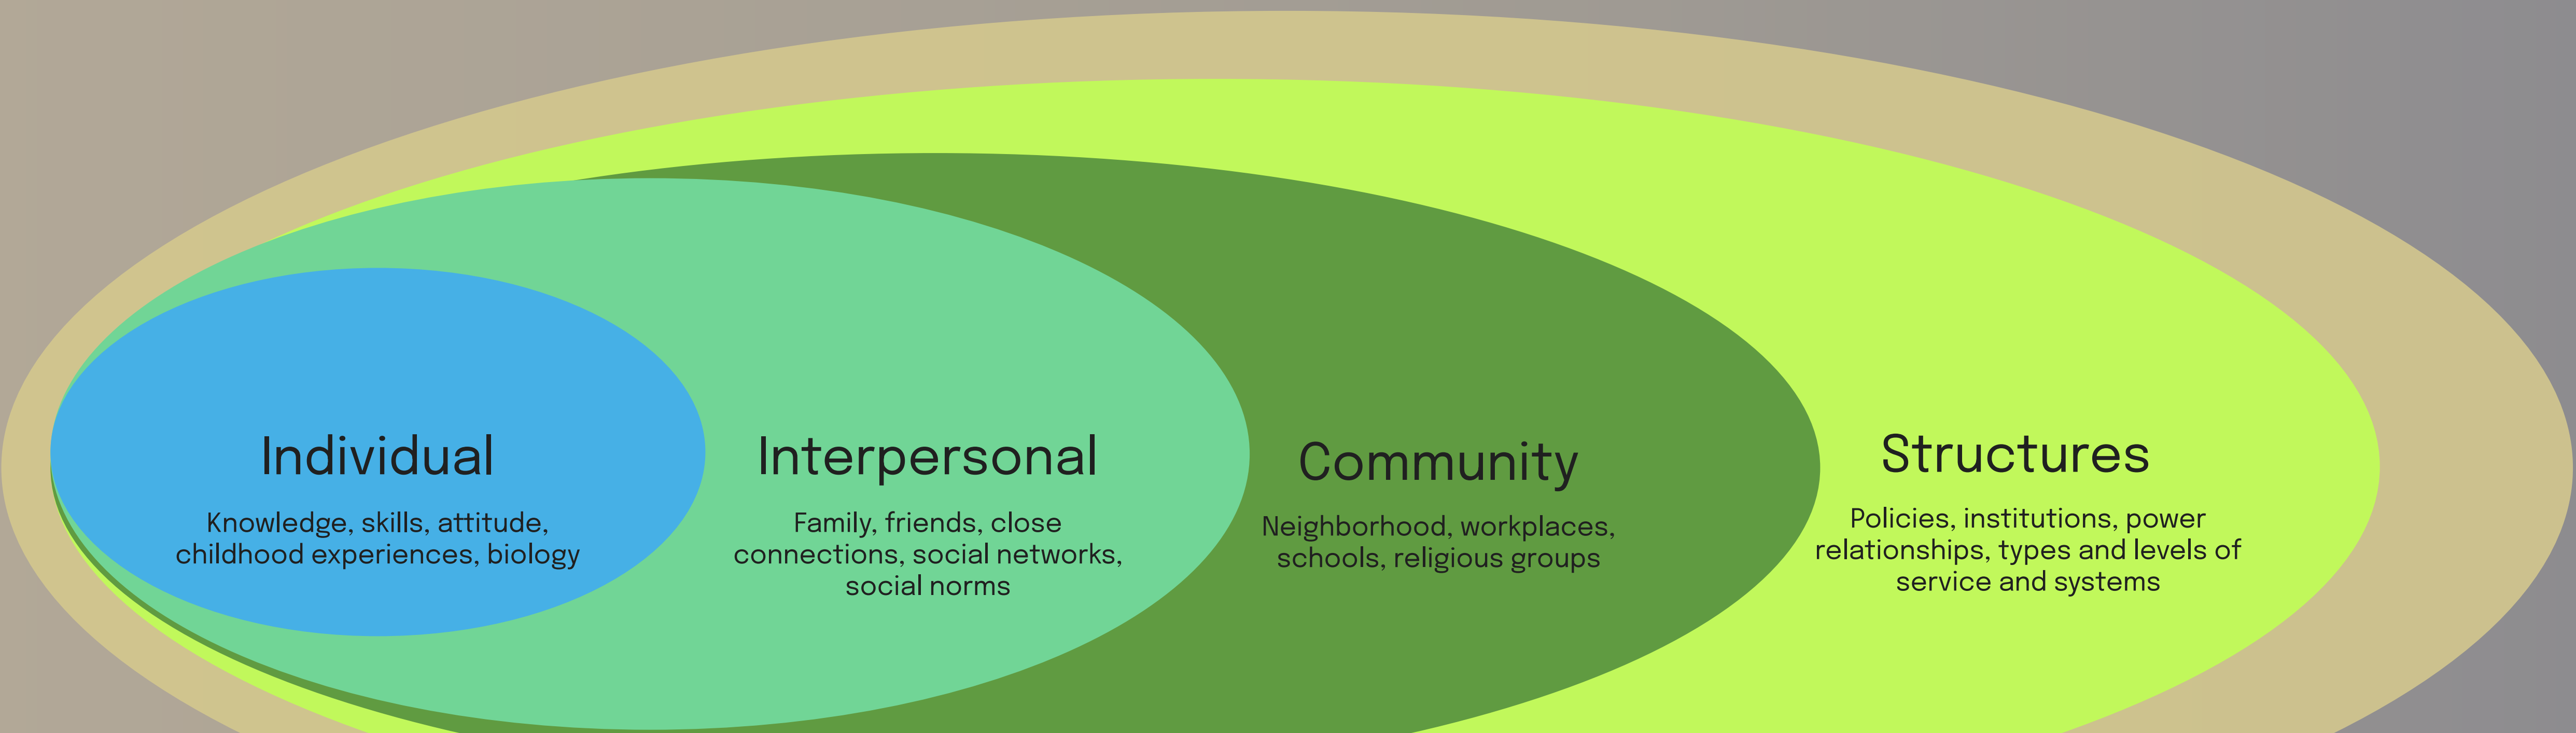 Individual
Knowledge, skills, attitude,
childhood experiences, biology
Interpersonal
Family, friends, close
connections, social networks,
social norms
Community
Neighborhood, workplaces,
schools, religious groups
Structures
Policies, institutions, power
relationships, types and levels of
service and systems